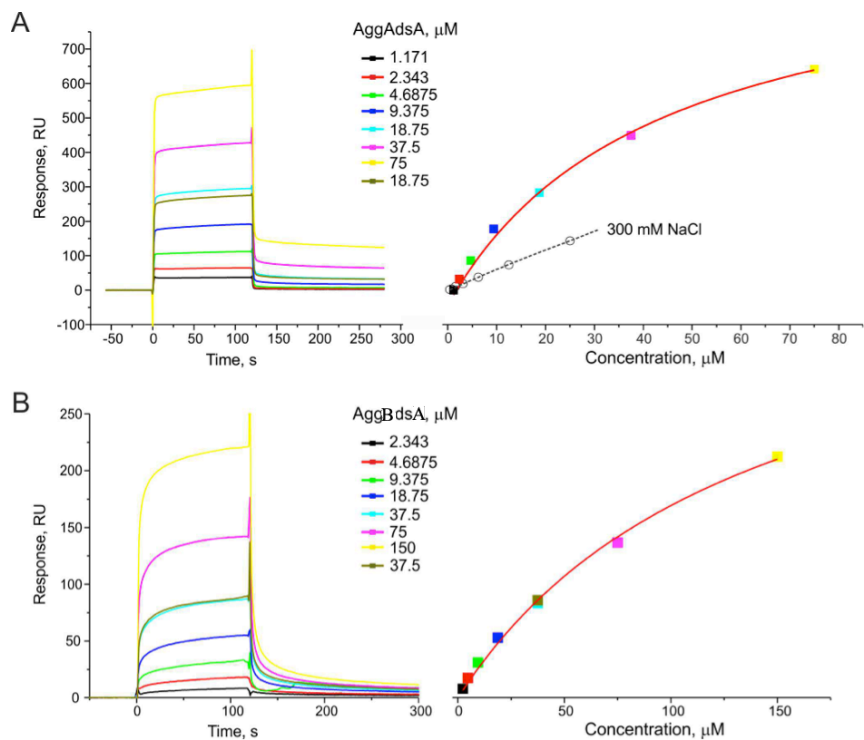 A
AggAdsA, μM
1.171
2.343
4.6875
9.375
18.75
37.5
75
18.75
Response, RU
700
600
500
400
300
200
100
0
-100
-50 0 50 100 150 200 250 300
Time, s
300 mM NaCl
0 10 20 30 40 50 60 70 80
Concentration, μM
B
AggBdsA, μM
2.343
4.6875
9.375
18.75
37.5
75
150
37.5
Response, RU
250
200
150
100
50
0
0 100 200 300
Time, s
0 50 100 150
Concentration, μM